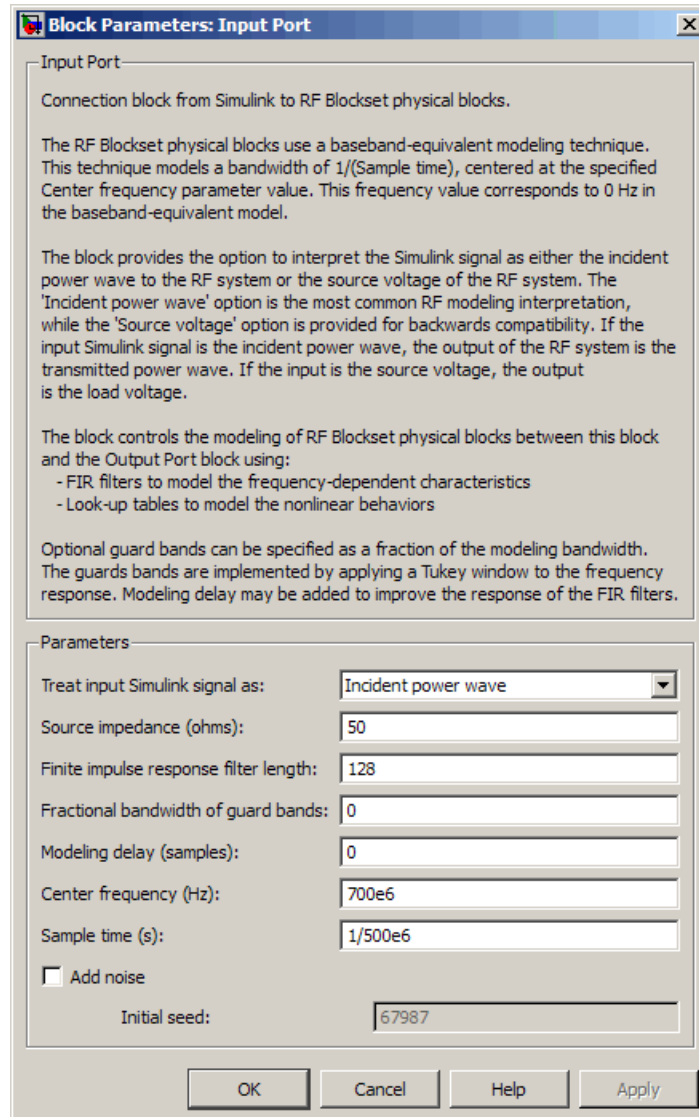 Block Parameters: Input Port
Input Port
Connection block from Simulink to RF Blockset physical blocks.
The RF Blockset physical blocks use a baseband-equivalent modeling technique.
This technique models a bandwidth of 1/(Sample time), centered at the specified
Center frequency parameter value. This frequency value corresponds to 0 Hz in
the baseband-equivalent model.
The block provides the option to interpret the Simulink signal as either the incident
power wave to the RF system or the source voltage of the RF system. The
'Incident power wave' option is the most common RF modeling interpretation,
while the 'Source voltage' option is provided for backwards compatibility. If the
input Simulink signal is the incident power wave, the output of the RF system is the
transmitted power wave. If the input is the source voltage, the output
is the load voltage.
The block controls the modeling of RF Blockset physical blocks between this block
and the Output Port block using:
- FIR filters to model the frequency-dependent characteristics
- Look-up tables to model the nonlinear behaviors
Optional guard bands can be specified as a fraction of the modeling bandwidth.
The guards bands are implemented by applying a Tukey window to the frequency
response. Modeling delay may be added to improve the response of the FIR filters.
Parameters
Treat input Simulink signal as: Incident power wave
Source impedance (ohms): 50
Finite impulse response filter length: 128
Fractional bandwidth of guard bands: 0
Modeling delay (samples): 0
Center frequency (Hz): 700e6
Sample time (s): 1/500e6
Add noise
Initial seed: 67987
OK Cancel Help Apply